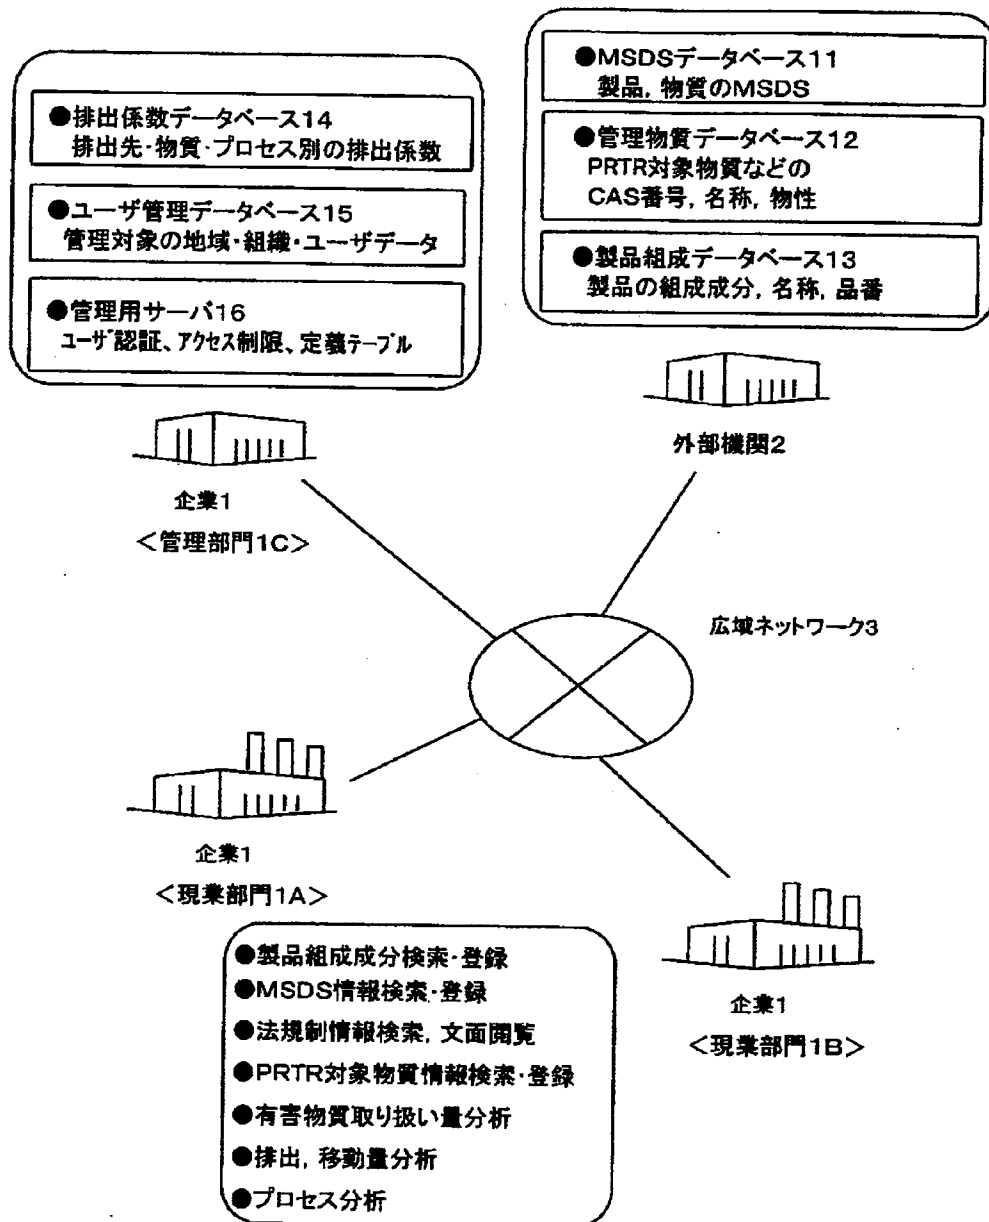 ●排出係数データベース14
排出先・物質・プロセス別の排出係数
●ユーザ管理データベース15
管理対象の地域・組織・ユーザデータ
●管理用サーバ16
ユーザ認証、アクセス制限、定義テーブル
企業1
＜管理部門1C＞
●MSDSデータベース11
製品, 物質のMSDS
●管理物質データベース12
PRTR対象物質などの
CAS番号, 名称, 物性
●製品組成データベース13
製品の組成成分, 名称, 品番
外部機関2
広域ネットワーク3
企業1
＜現業部門1A＞
●製品組成成分検索・登録
●MSDS情報検索・登録
●法規制情報検索, 文面閲覧
●PRTR対象物質情報検索・登録
●有害物質取り扱い量分析
●排出, 移動量分析
●プロセス分析
企業1
＜現業部門1B＞